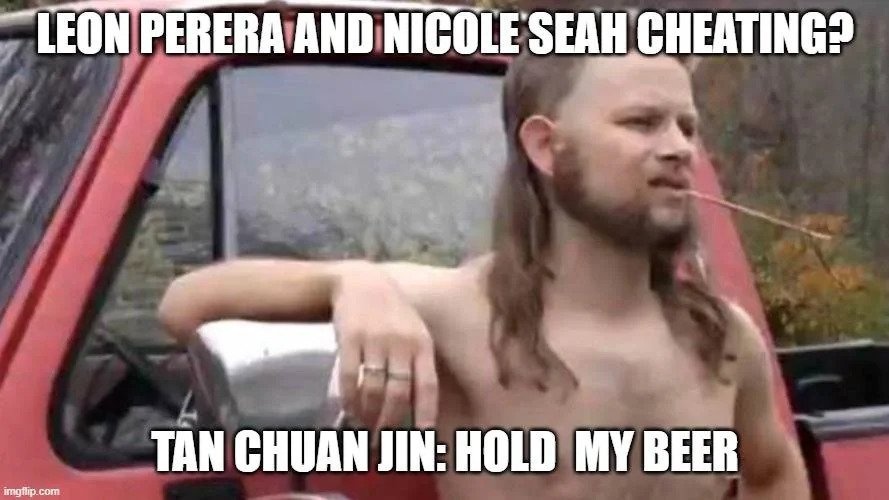 LEON PERERA AND NICOLE SEAH CHEATING?
TAN CHUAN JIN: HOLD  MY BEER
imgflip.com